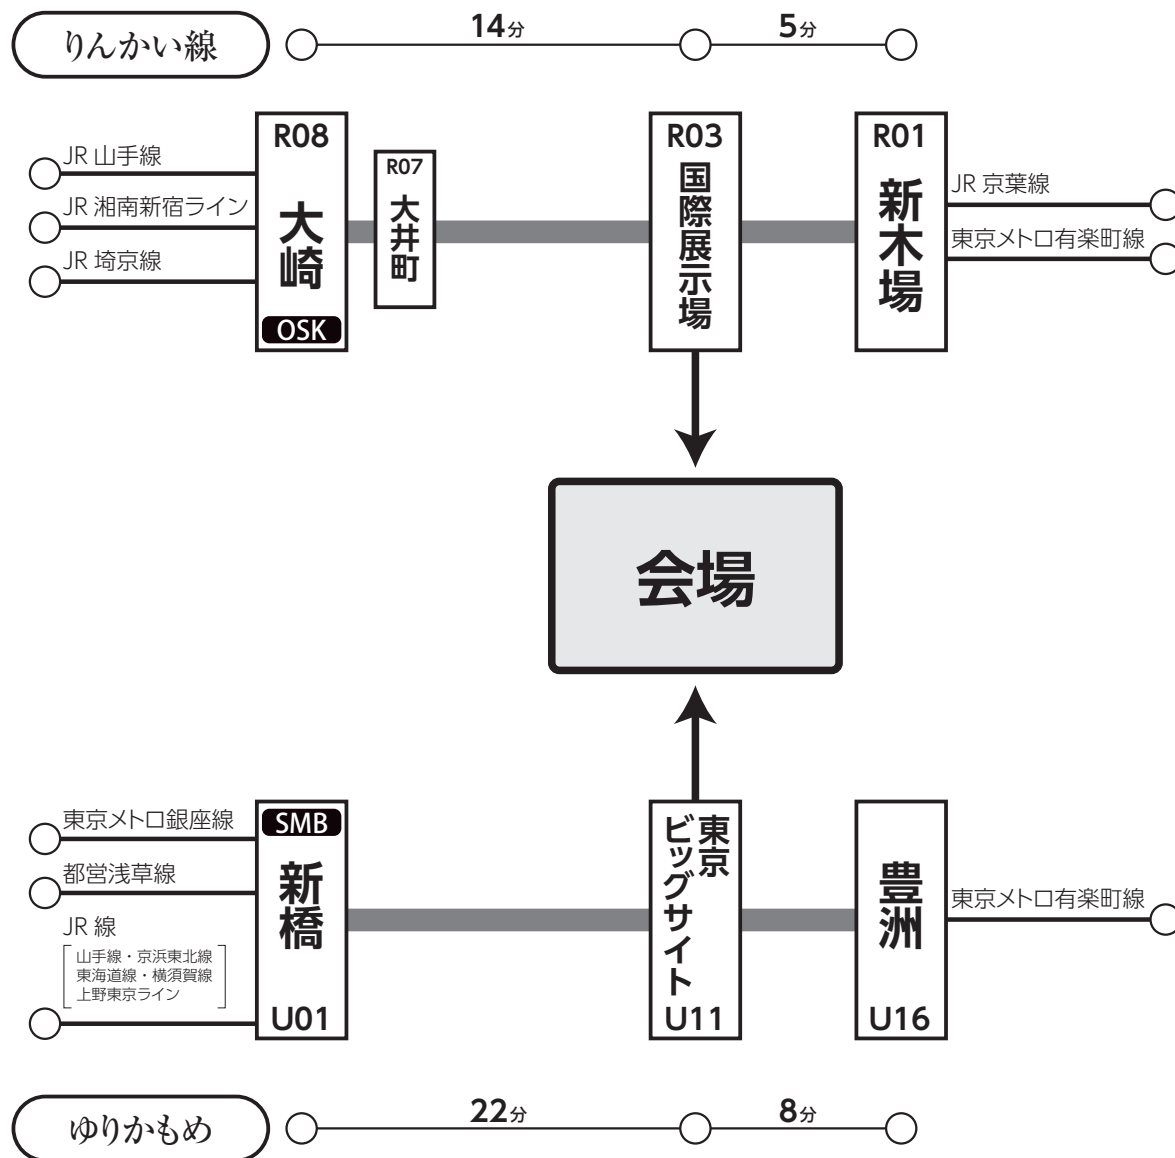 りんかい線
14分
5分
R08
大崎
OSK
R07
大井町
R03
国際展示場
R01
新木場
JR 山手線
JR 湘南新宿ライン
JR 埼京線
JR 京葉線
東京メトロ有楽町線
会場
東京メトロ銀座線
都営浅草線
JR 線
山手線・京浜東北線
東海道線・横須賀線
上野東京ライン
SMB
新橋
U01
東京
ビッグサイト
U11
豊洲
U16
東京メトロ有楽町線
ゆりかもめ
22分
8分